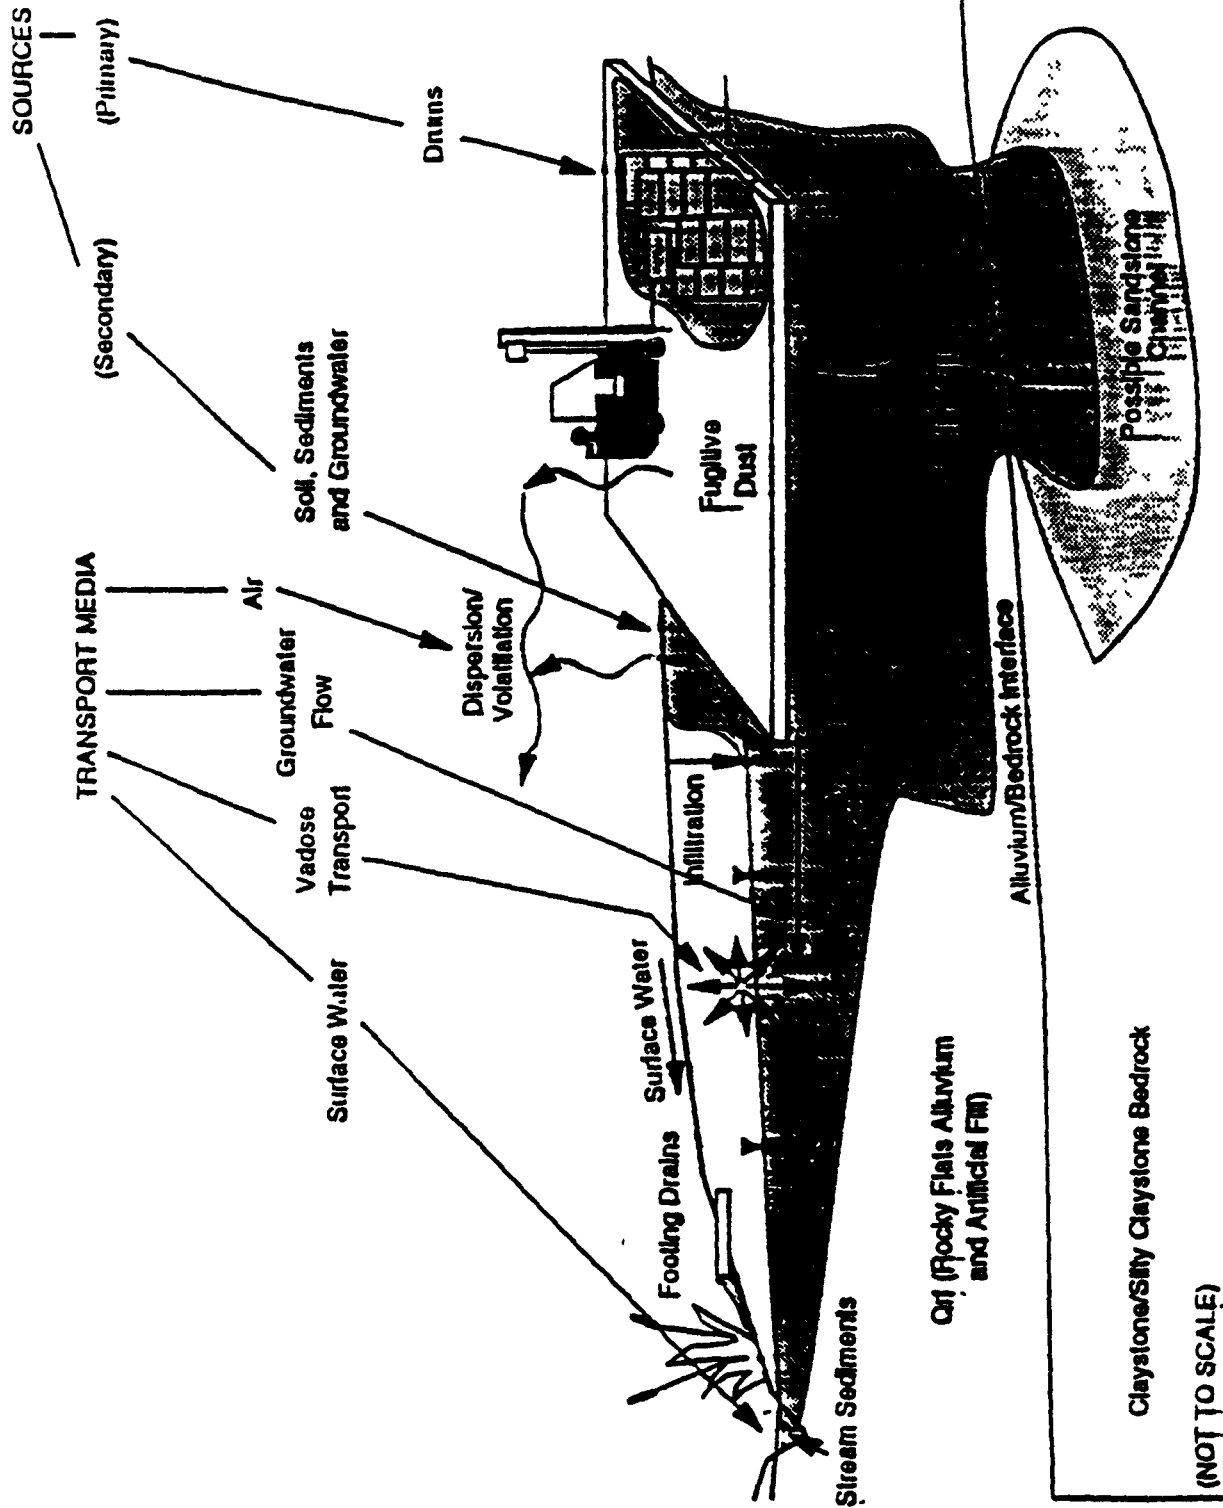 SOURCES
(Primary)
(Secondary)
Drums
Soil, Sediments
and Groundwater
TRANSPORT MEDIA
Air
Groundwater
Flow
Vadose
Transport
Surface Water
Dispersion/
Volatilation
Fugitive
Dust
Infiltration
Surface Water
Footing Drains
Stream Sediments
Qrf (Rocky Flats Alluvium
and Artificial Fill)
Alluvium/Bedrock Interface
Possible Sandstone
Channel
Claystone/Silty Claystone Bedrock
(NOT TO SCALE)